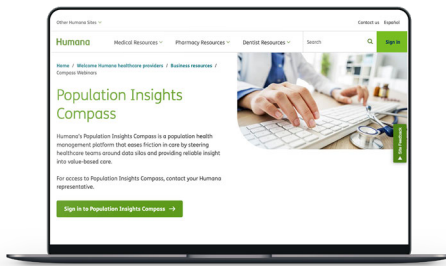 Other Humana Sites
Contact us Español
Humana
Medical Resources Pharmacy Resources Dentist Resources Search Sign in
Home / Welcome Humana healthcare providers / Business resources /
Compass Webinars
Population Insights
Compass
Humana's Population Insights Compass is a population health
management platform that eases friction in care by steering
healthcare teams around data silos and providing reliable insight
into value-based care.
For access to Population Insights Compass, contact your Humana
representative.
Sign in to Population Insights Compass →
Site Feedback